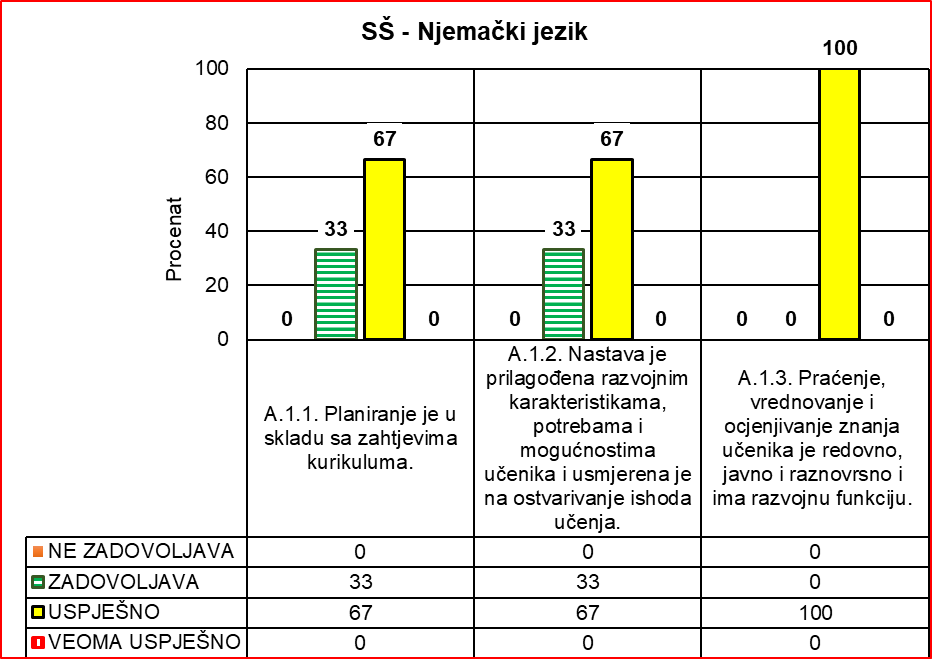 SŠ - Njemački jezik
100
100
80
67
67
60
40
33
33
20
0
0
0
0
0
0
0
0
Procenat
A.1.1. Planiranje je u
skladu sa zahtjevima
kurikuluma.
A.1.2. Nastava je
prilagođena razvojnim
karakteristikama,
potrebama i
mogućnostima
učenika i usmjerena je
na ostvarivanje ishoda
učenja.
A.1.3. Praćenje,
vrednovanje i
ocjenjivanje znanja
učenika je redovno,
javno i raznovrsno i
ima razvojnu funkciju.
NE ZADOVOLJAVA 0 0 0
ZADOVOLJAVA 33 33 0
USPJEŠNO 67 67 100
VEOMA USPJEŠNO 0 0 0